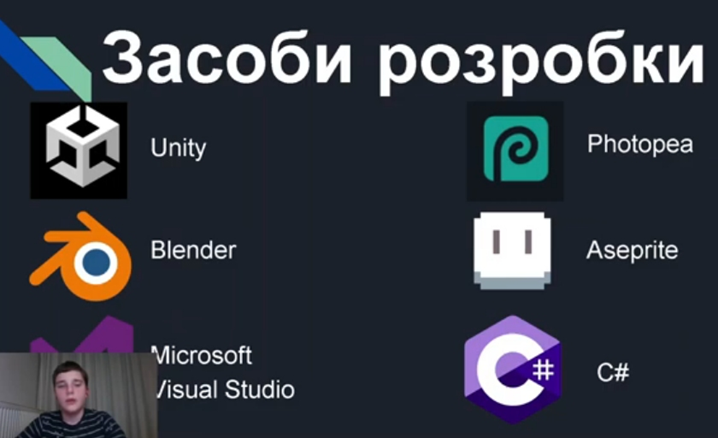 Засоби розробки
Unity
Photopea
Blender
Aseprite
Microsoft
Visual Studio
C#